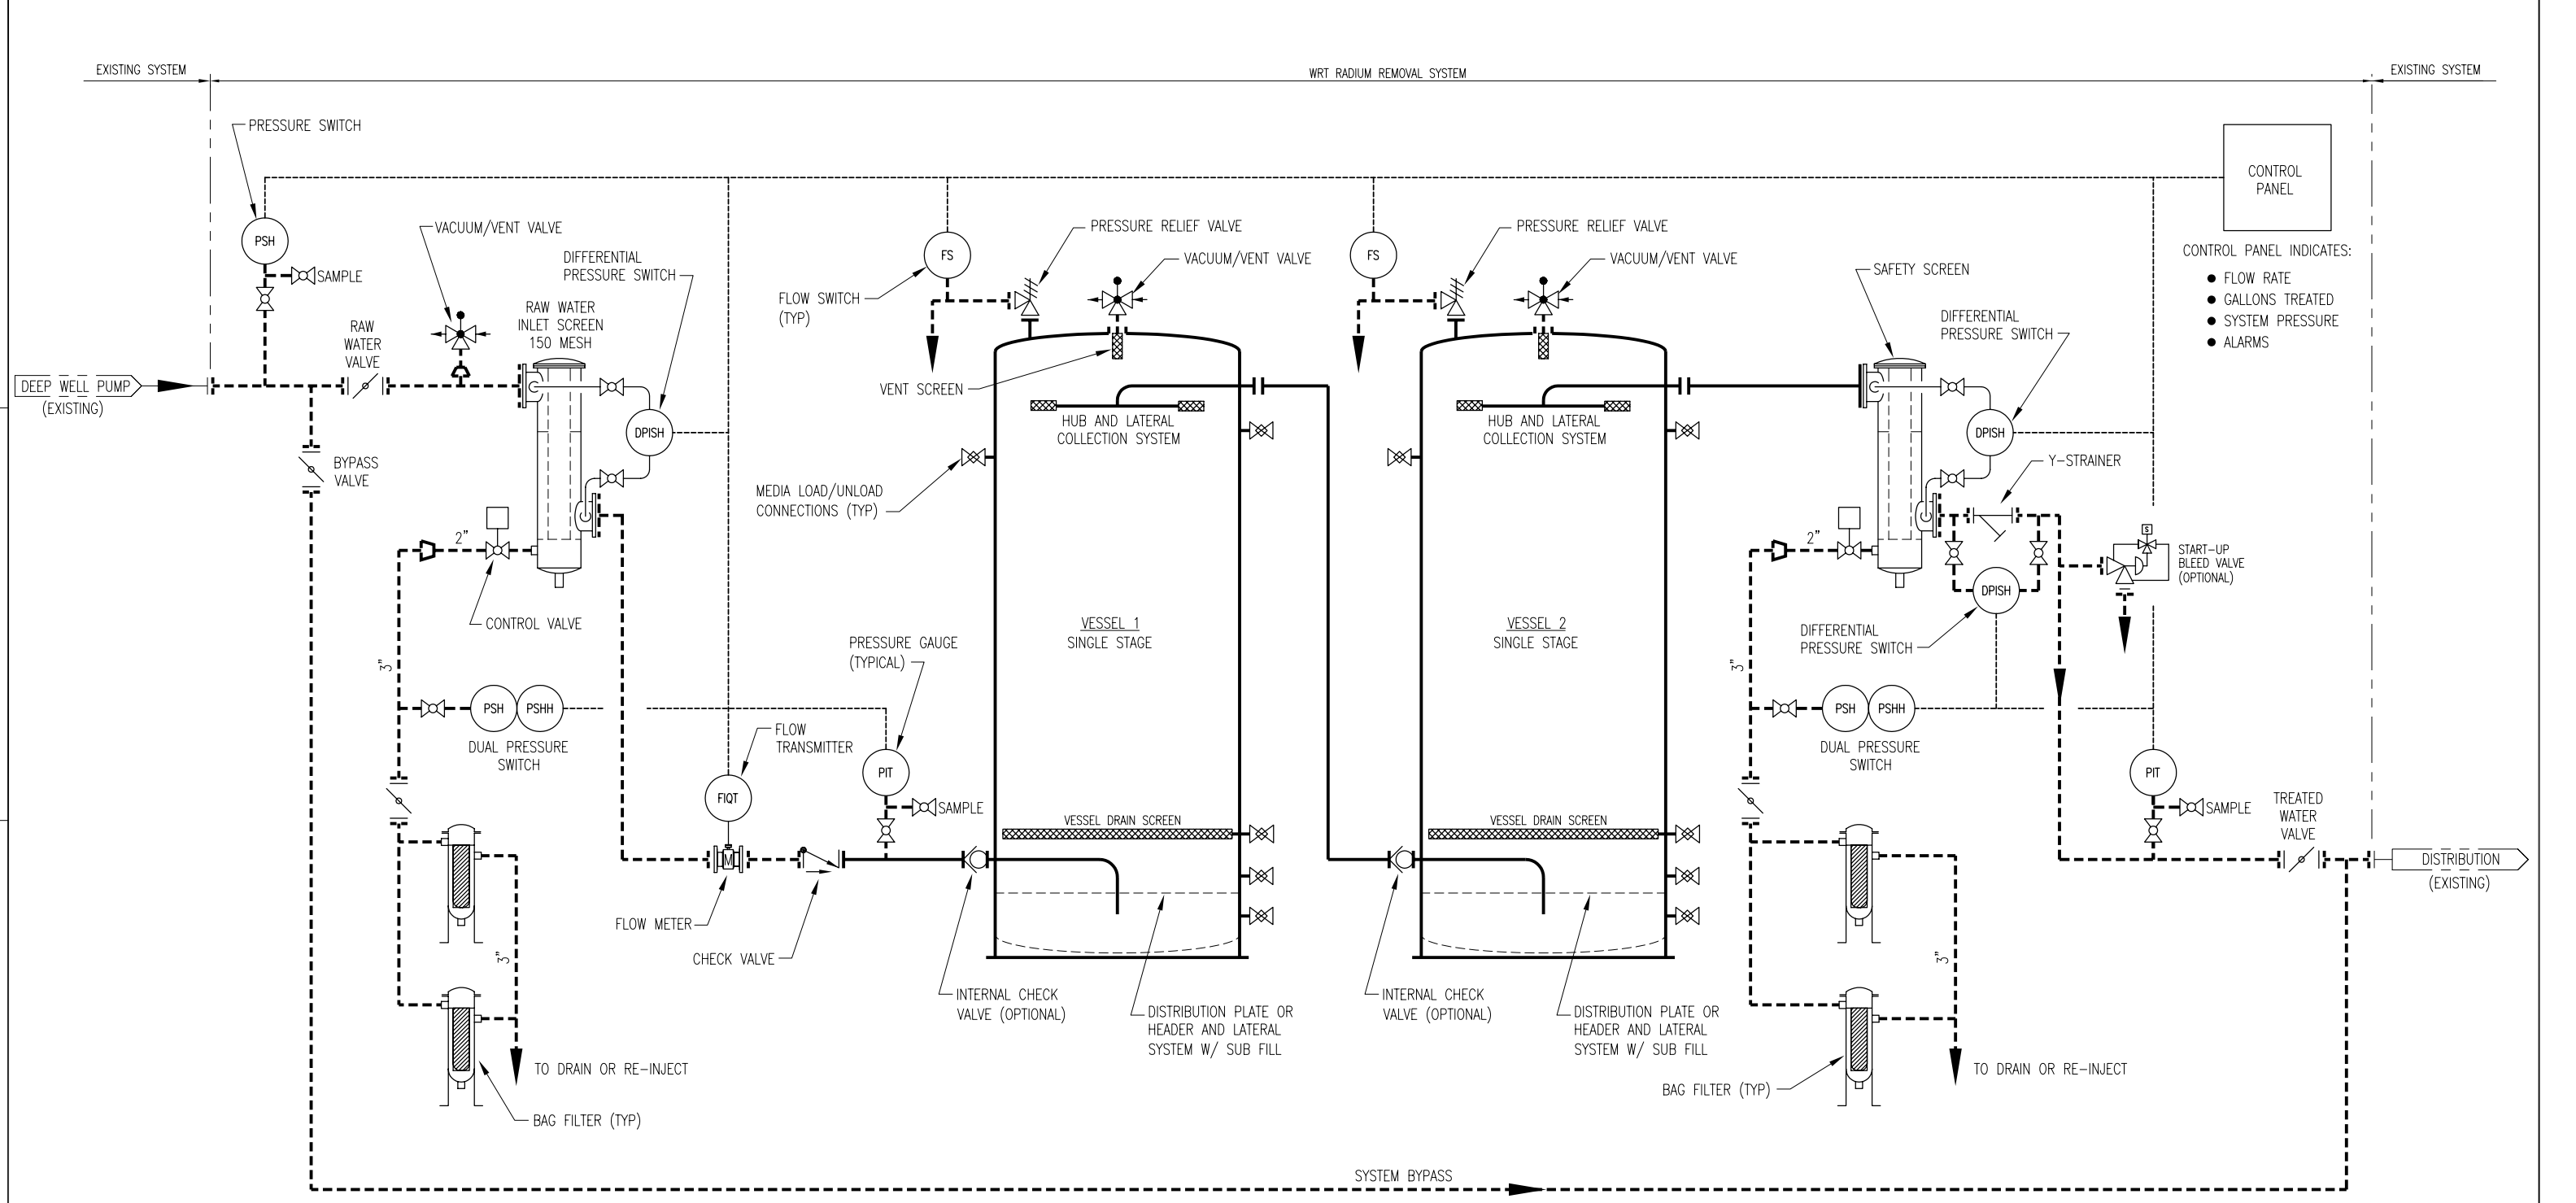 EXISTING SYSTEM
WRT RADIUM REMOVAL SYSTEM
EXISTING SYSTEM
PRESSURE SWITCH
CONTROL
PANEL
PSH
SAMPLE
VACUUM/VENT VALVE
DIFFERENTIAL
PRESSURE SWITCH
RAW WATER
INLET SCREEN
150 MESH
RAW
WATER
VALVE
DEEP WELL PUMP
(EXISTING)
BYPASS
VALVE
DPISH
2"
CONTROL VALVE
3"
PSH
PSHH
DUAL PRESSURE
SWITCH
3"
TO DRAIN OR RE-INJECT
BAG FILTER (TYP)
FS
FLOW SWITCH
(TYP)
PRESSURE RELIEF VALVE
VACUUM/VENT VALVE
VENT SCREEN
HUB AND LATERAL
COLLECTION SYSTEM
MEDIA LOAD/UNLOAD
CONNECTIONS (TYP)
VESSEL 1
SINGLE STAGE
PRESSURE GAUGE
(TYPICAL)
FLOW
TRANSMITTER
FIQT
PIT
SAMPLE
M
FLOW METER
CHECK VALVE
VESSEL DRAIN SCREEN
INTERNAL CHECK
VALVE (OPTIONAL)
DISTRIBUTION PLATE OR
HEADER AND LATERAL
SYSTEM W/ SUB FILL
FS
PRESSURE RELIEF VALVE
VACUUM/VENT VALVE
HUB AND LATERAL
COLLECTION SYSTEM
VESSEL 2
SINGLE STAGE
VESSEL DRAIN SCREEN
INTERNAL CHECK
VALVE (OPTIONAL)
DISTRIBUTION PLATE OR
HEADER AND LATERAL
SYSTEM W/ SUB FILL
CONTROL PANEL INDICATES:
● FLOW RATE
● GALLONS TREATED
● SYSTEM PRESSURE
● ALARMS
SAFETY SCREEN
DIFFERENTIAL
PRESSURE SWITCH
DPISH
Y-STRAINER
2"
S
START-UP
BLEED VALVE
(OPTIONAL)
DPISH
DIFFERENTIAL
PRESSURE SWITCH
3"
PSH
PSHH
DUAL PRESSURE
SWITCH
PIT
SAMPLE
TREATED
WATER
VALVE
DISTRIBUTION
(EXISTING)
3"
TO DRAIN OR RE-INJECT
BAG FILTER (TYP)
SYSTEM BYPASS